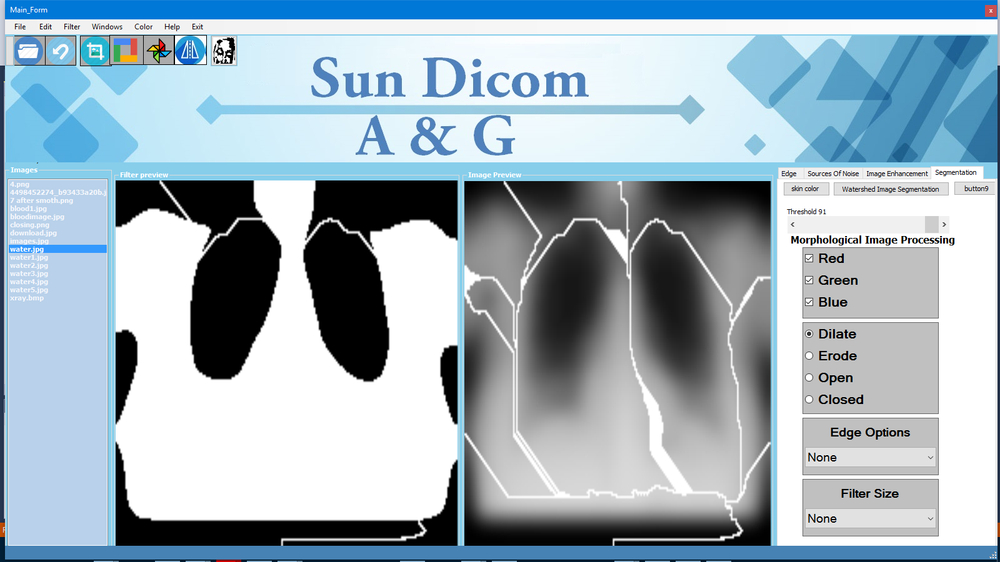 Main_Form
x
File Edit Filter Windows Color Help Exit
Sun Dicom
A & G
Images
4.png
4498452274_b93433a20b.j
7 after smoth.png
blood1.jpg
bloodimage.jpg
closing.png
download.jpg
images.jpg
water.jpg
water1.jpg
water2.jpg
water3.jpg
water4.jpg
water5.jpg
xray.bmp
Filter preview
Image Preview
Edge Sources Of Noise Image Enhancement Segmentation
skin color Watershed Image Segmentation button9
Threshold 91
Morphological Image Processing
Red
Green
Blue
Dilate
Erode
Open
Closed
Edge Options
None
Filter Size
None